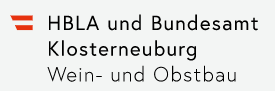 HBLA und Bundesamt
Klosterneuburg
Wein- und Obstbau